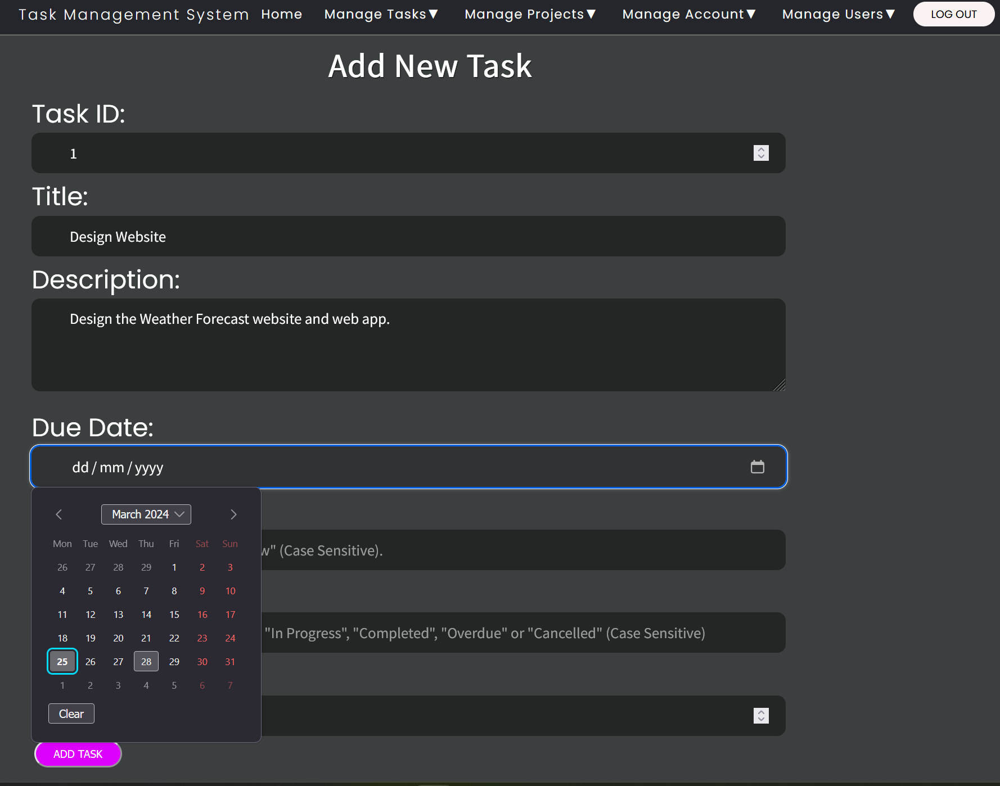 Task Management System Home Manage Tasks▼ Manage Projects▼ Manage Account▼ Manage Users▼ LOG OUT
Add New Task
Task ID:
1
Title:
Design Website
Description:
Design the Weather Forecast website and web app.
Due Date:
dd / mm / yyyy
March 2024
Mon Tue Wed Thu Fri Sat Sun
26 27 28 29 1 2 3
4 5 6 7 8 9 10
11 12 13 14 15 16 17
18 19 20 21 22 23 24
25 26 27 28 29 30 31
1 2 3 4 5 6 7
Clear
" (Case Sensitive).
"In Progress", "Completed", "Overdue" or "Cancelled" (Case Sensitive)
ADD TASK